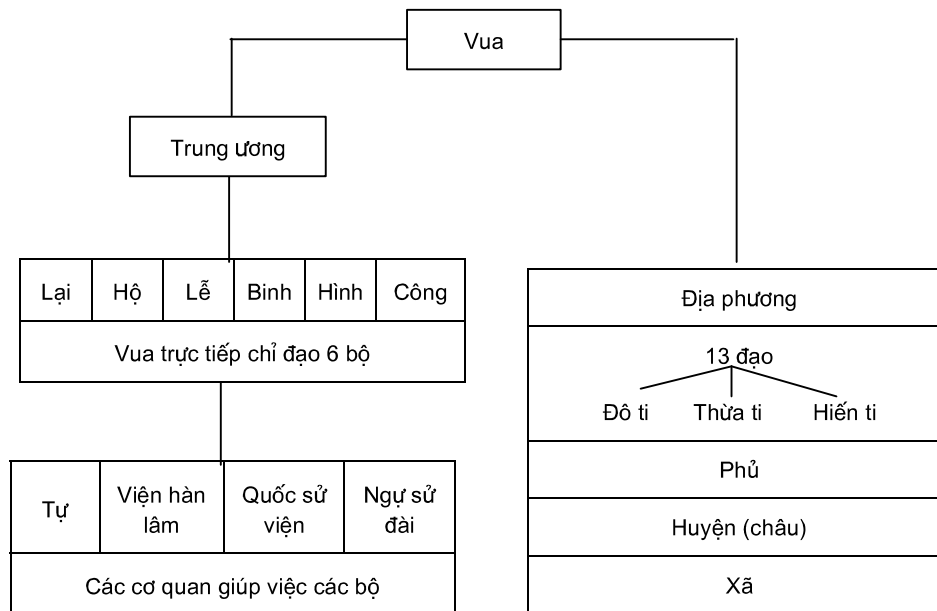 Vua
Trung ương
Lại Hộ Lễ Binh Hình Công
Vua trực tiếp chỉ đạo 6 bộ
Tự
Viện hàn
lâm
Quốc sử
viện
Ngự sử
đài
Các cơ quan giúp việc các bộ
Địa phương
13 đạo
Đô ti Thừa ti Hiến ti
Phủ
Huyện (châu)
Xã